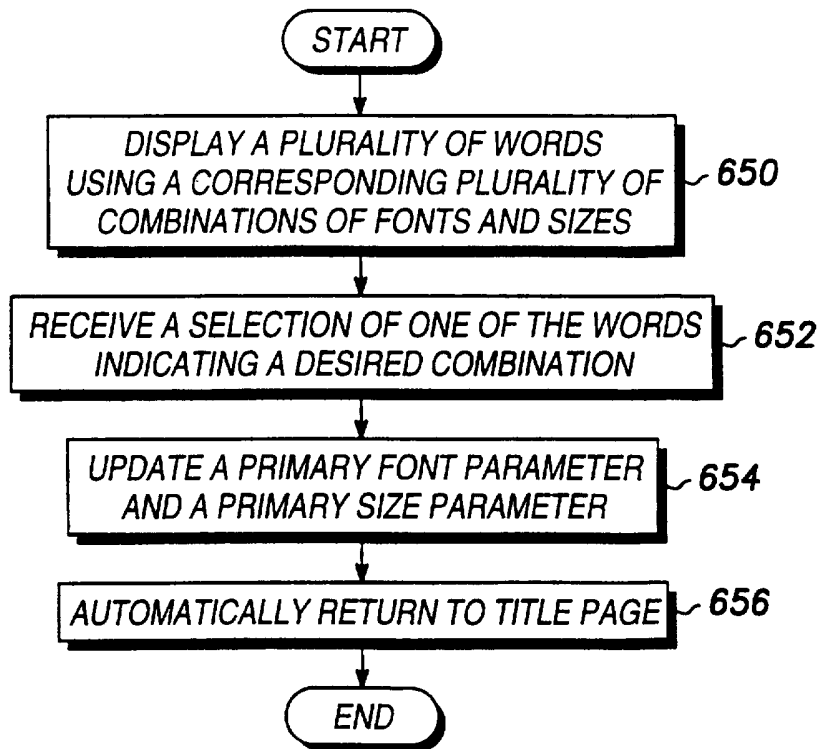 START
DISPLAY A PLURALITY OF WORDS
USING A CORRESPONDING PLURALITY OF
COMBINATIONS OF FONTS AND SIZES
650
RECEIVE A SELECTION OF ONE OF THE WORDS
INDICATING A DESIRED COMBINATION
652
UPDATE A PRIMARY FONT PARAMETER
AND A PRIMARY SIZE PARAMETER
654
AUTOMATICALLY RETURN TO TITLE PAGE
656
END